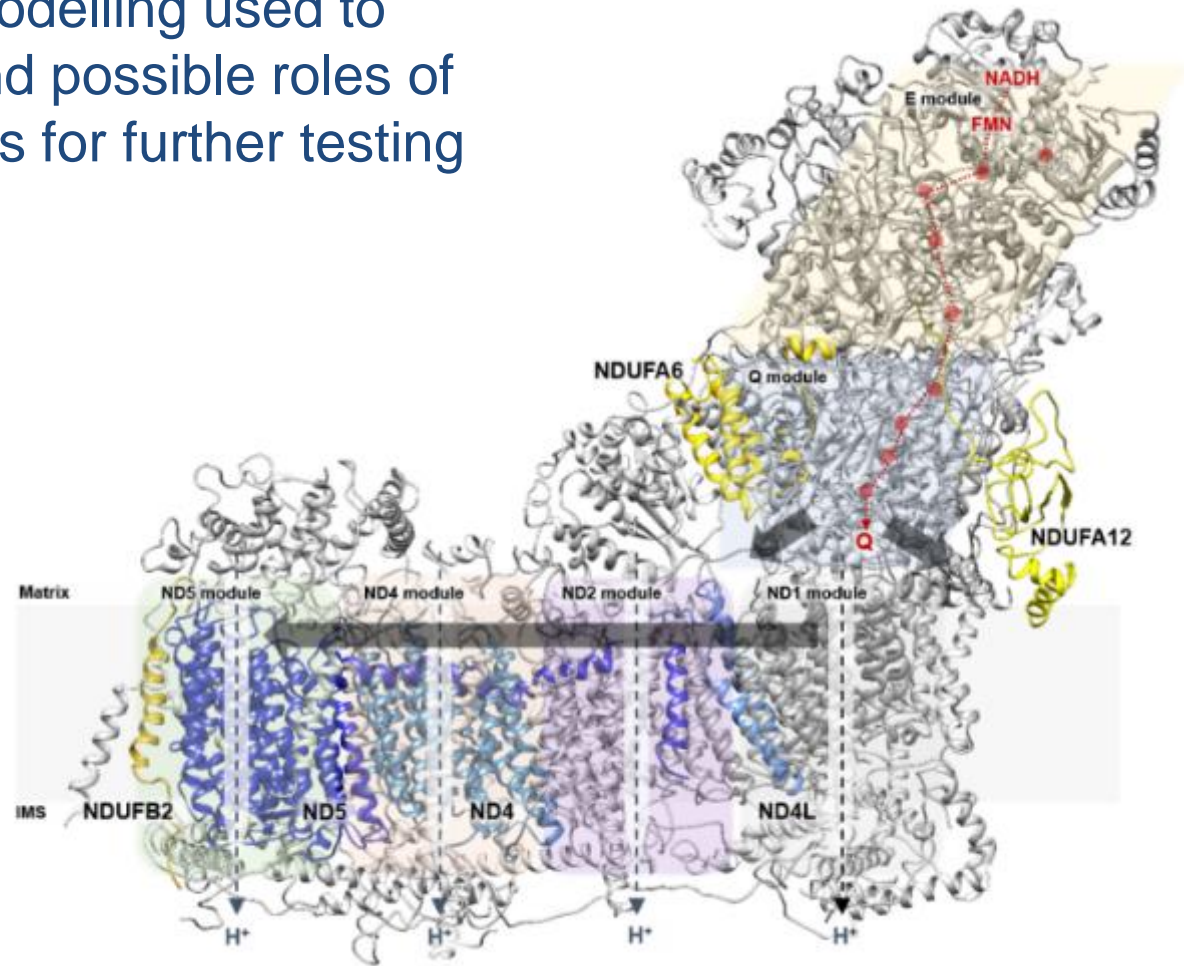 odelling used to
nd possible roles of
s for further testing
NADH
E module
FMN
NDUFA6
Q module
Q
NDUFA12
Matrix
ND5 module
ND4 module
ND2 module
ND1 module
IMS
NDUFB2
ND5
ND4
ND4L
H⁺
H⁺
H⁺
H⁺